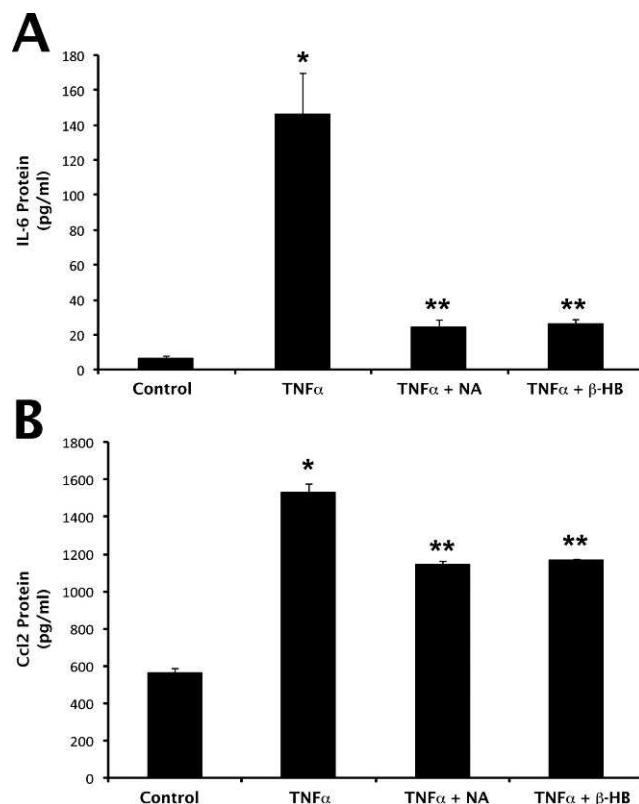 A
180
160
140
120
100
80
60
40
20
0
IL-6 Protein
(pg/ml)
*
**
**
Control
TNFα
TNFα + NA
TNFα + β-HB
B
1800
1600
1400
1200
1000
800
600
400
200
0
Ccl2 Protein
(pg/ml)
*
**
**
Control
TNFα
TNFα + NA
TNFα + β-HB